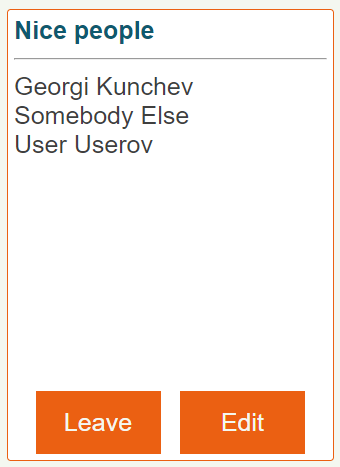 Nice people
Georgi Kunchev
Somebody Else
User Userov
Leave
Edit